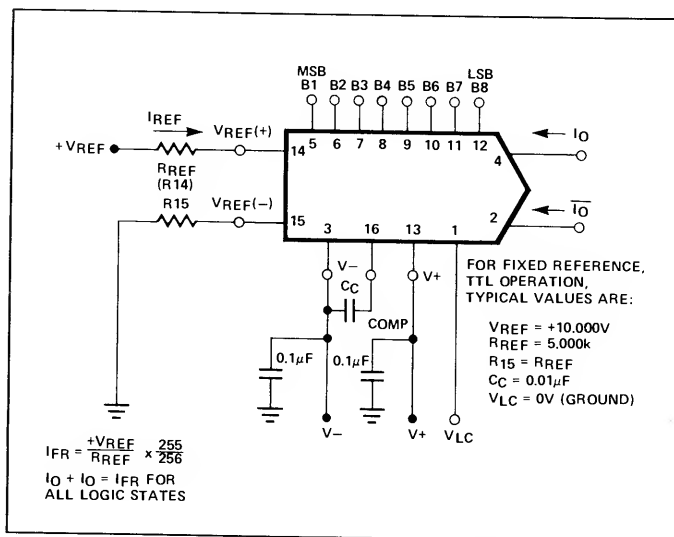 MSB LSB
B1 B2 B3 B4 B5 B6 B7 B8
IREF
VREF(+)
+VREF
RREF
(R14)
14
5 6 7 8 9 10 11 12
4
IO
R15
VREF(−)
15
3 16 13 1
2
IO
V− V+
CC
COMP
0.1μF 0.1μF
V− V+ VLC
FOR FIXED REFERENCE,
TTL OPERATION,
TYPICAL VALUES ARE:
VREF = +10.000V
RREF = 5.000k
R15 = RREF
CC = 0.01μF
VLC = 0V (GROUND)
IFR = +VREF/RREF x 255/256
IO + IO = IFR FOR
ALL LOGIC STATES